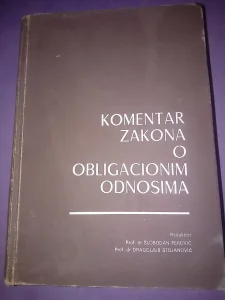 KOMENTAR
ZAKONA
O
OBLIGACIONIM
ODNOSIMA
Redaktori
Prof. dr SLOBODAN PEROVIĆ
Prof. dr DRAGOLJUB STOJANOVIĆ